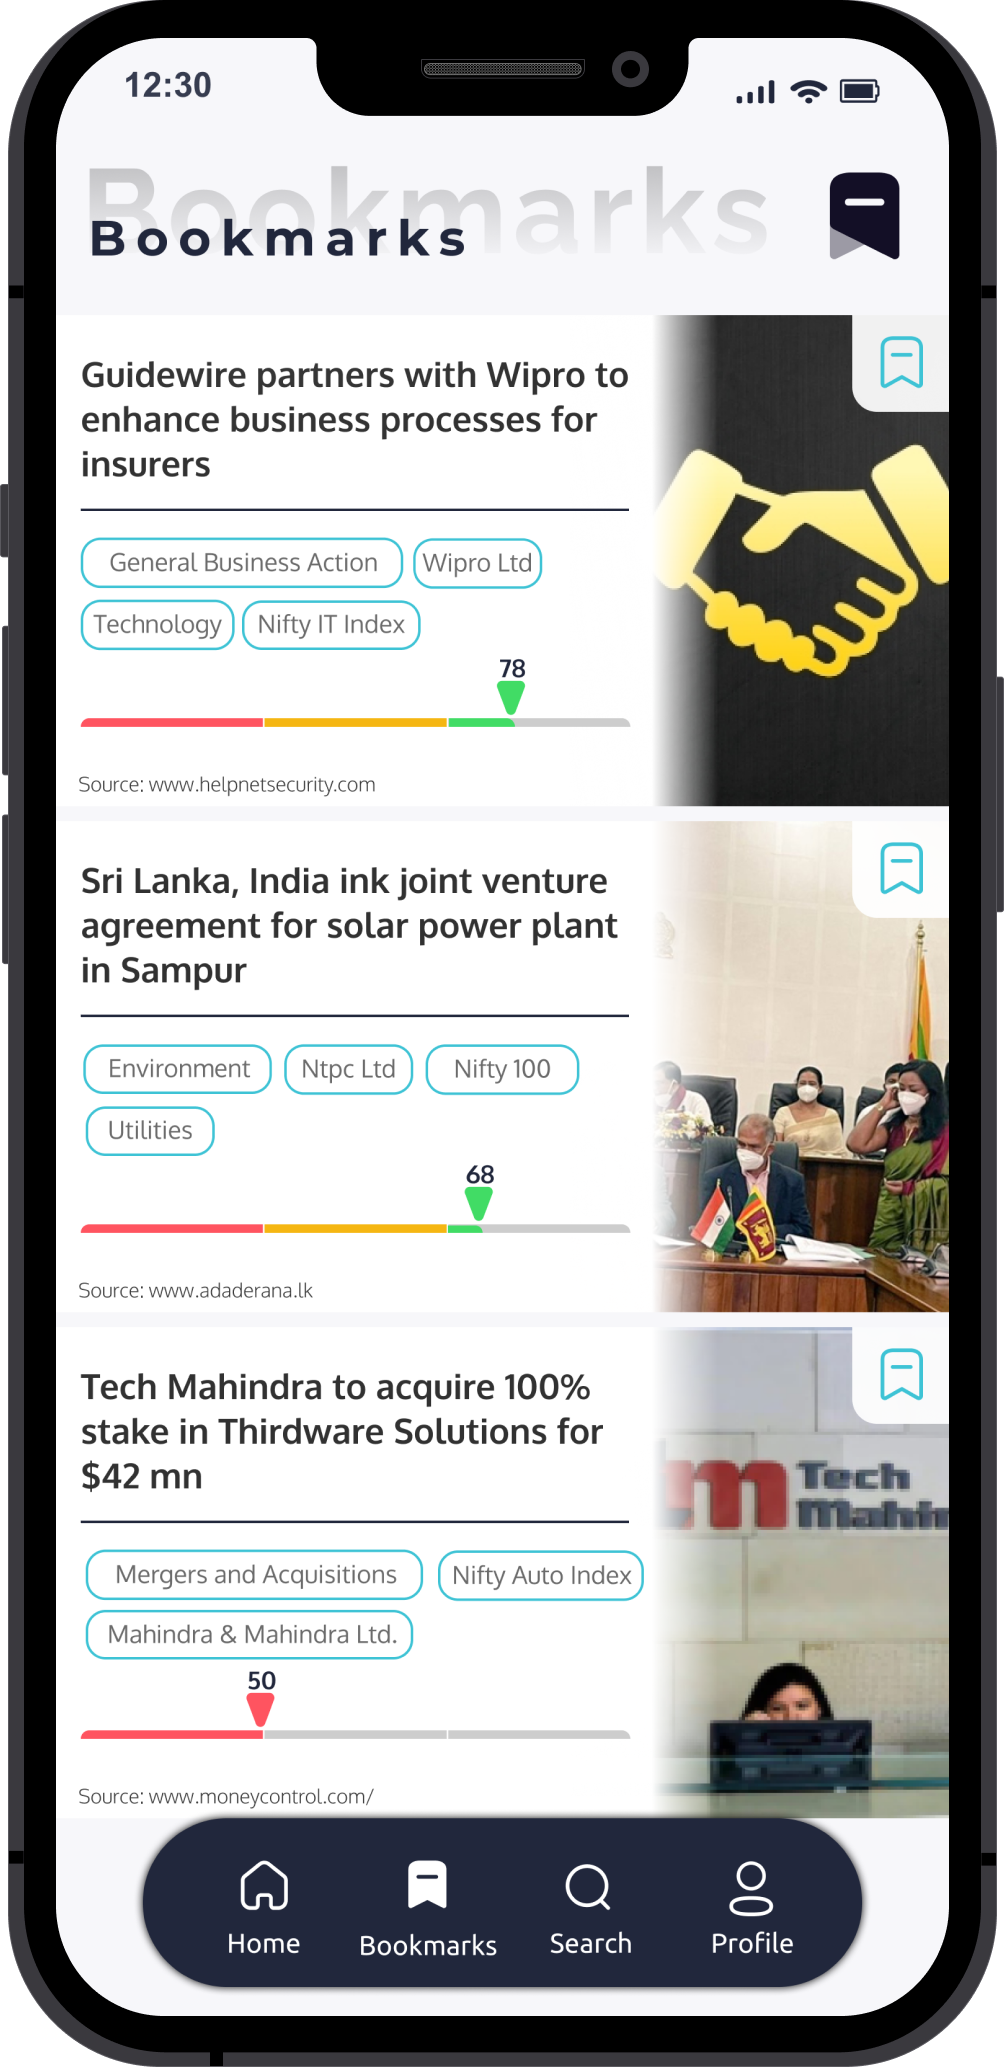 12:30
Bookmarks
Bookmarks
Guidewire partners with Wipro to
enhance business processes for
insurers
General Business Action
Wipro Ltd
Technology
Nifty IT Index
78
Source: www.helpnetsecurity.com
Sri Lanka, India ink joint venture
agreement for solar power plant
in Sampur
Environment
Ntpc Ltd
Nifty 100
Utilities
68
Source: www.adaderana.lk
Tech Mahindra to acquire 100%
stake in Thirdware Solutions for
$42 mn
Tech
Mahin
Mergers and Acquisitions
Nifty Auto Index
Mahindra & Mahindra Ltd.
50
Source: www.moneycontrol.com/
Home
Bookmarks
Search
Profile